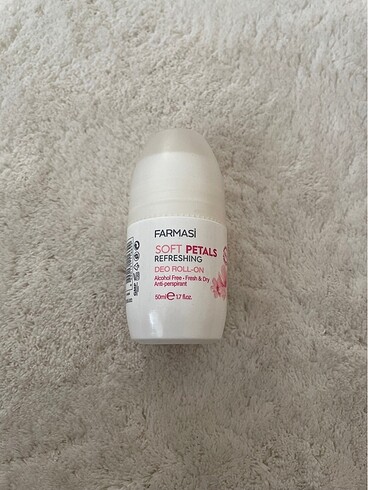 FARMASİ
SOFT PETALS
REFRESHING
DEO ROLL-ON
Alcohol Free • Fresh & Dry
Anti-perspirant
50ml e 1.7 fl.oz.